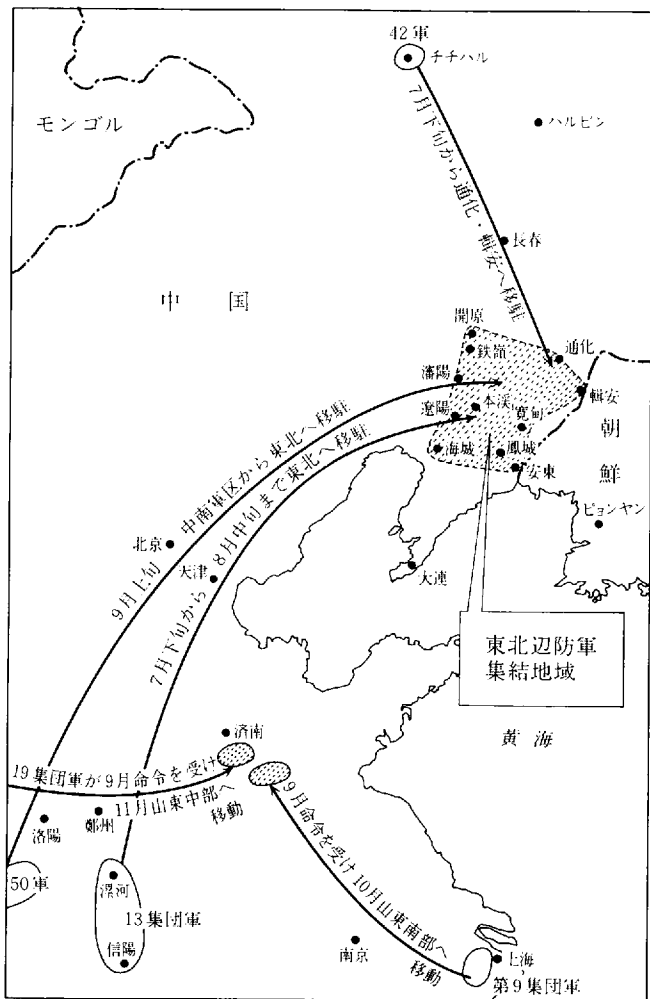 42軍
チチハル
モンゴル
ハルビン
7月下旬から通化・輯安へ移駐
長春
中国
開原
鉄嶺
通化
瀋陽
輯安
本渓
遼陽
寛甸
朝鮮
海城
鳳城
安東
ピョンヤン
9月上旬 中南軍区から東北へ移駐
7月下旬から 8月中旬まで東北へ移駐
北京
天津
大連
東北辺防軍
集結地域
黄海
済南
19集団軍が9月命令を受け
11月山東中部へ
移動
9月命令を受け10月山東南部へ
移動
洛陽
鄭州
50軍
漯河
13集団軍
信陽
南京
上海
第9集団軍